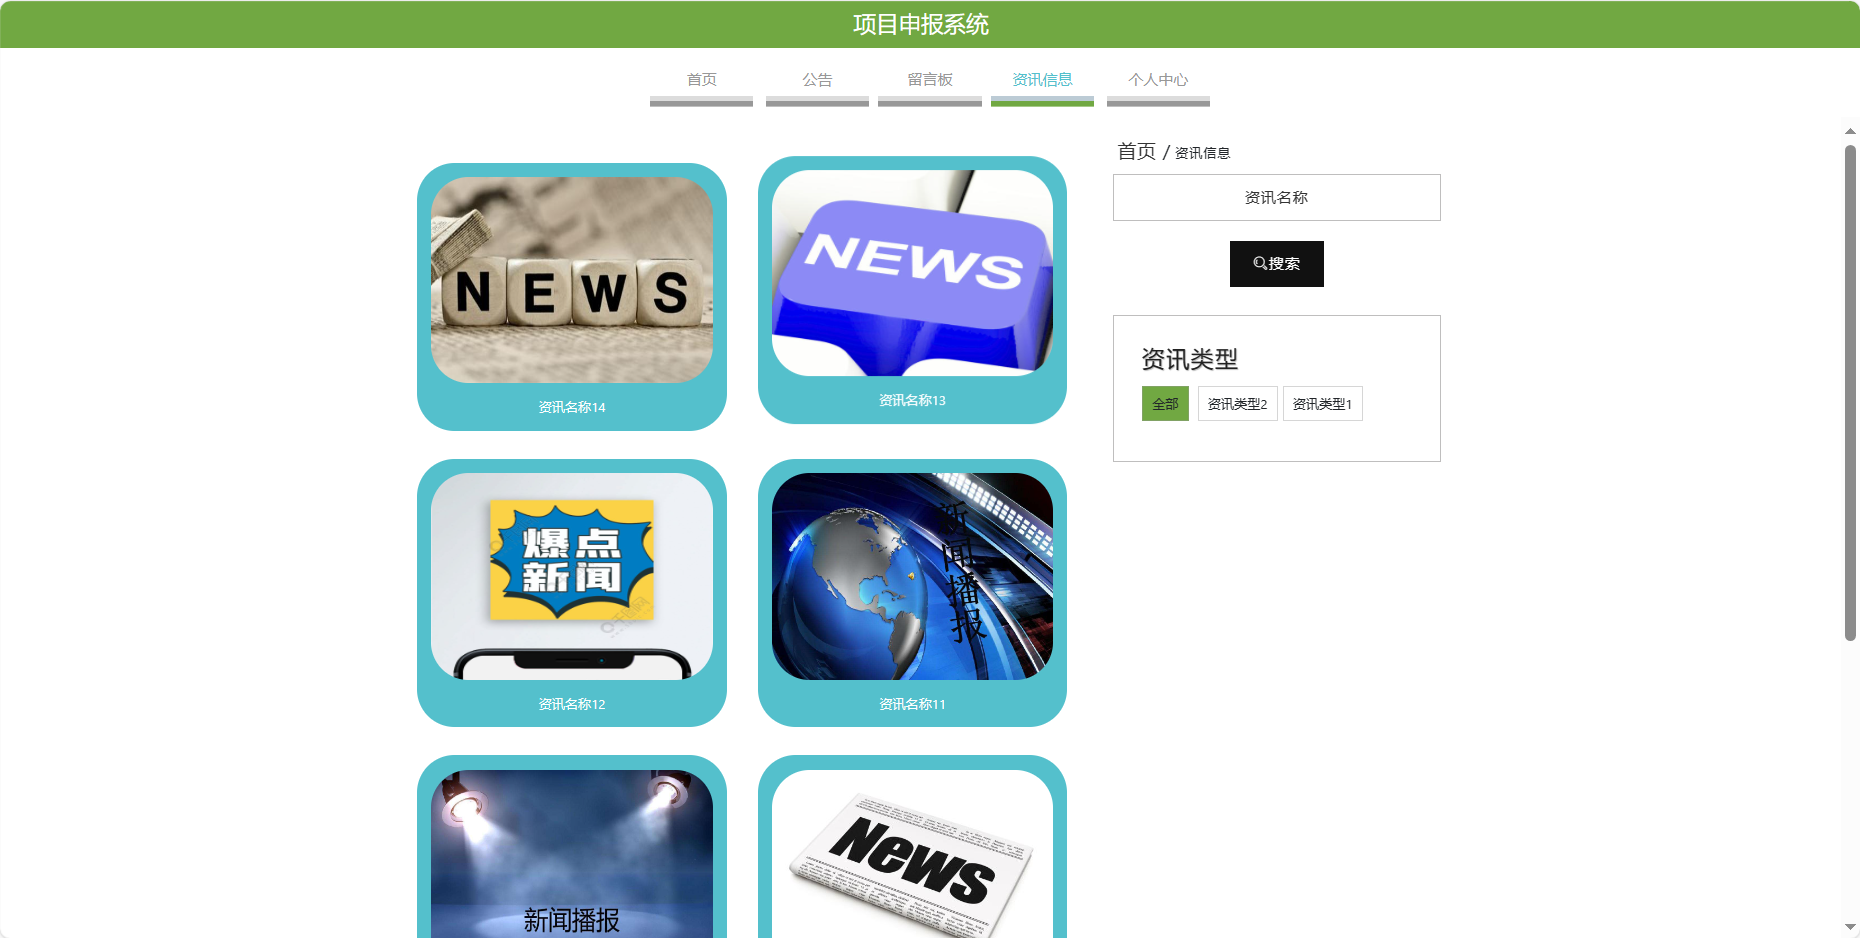 项目申报系统
首页
公告
留言板
资讯信息
个人中心
首页 / 资讯信息
资讯名称
搜索
资讯类型
全部
资讯类型2
资讯类型1
NEWS
资讯名称14
NEWS
资讯名称13
爆点
新闻
资讯名称12
新闻播报
资讯名称11
新闻播报
News